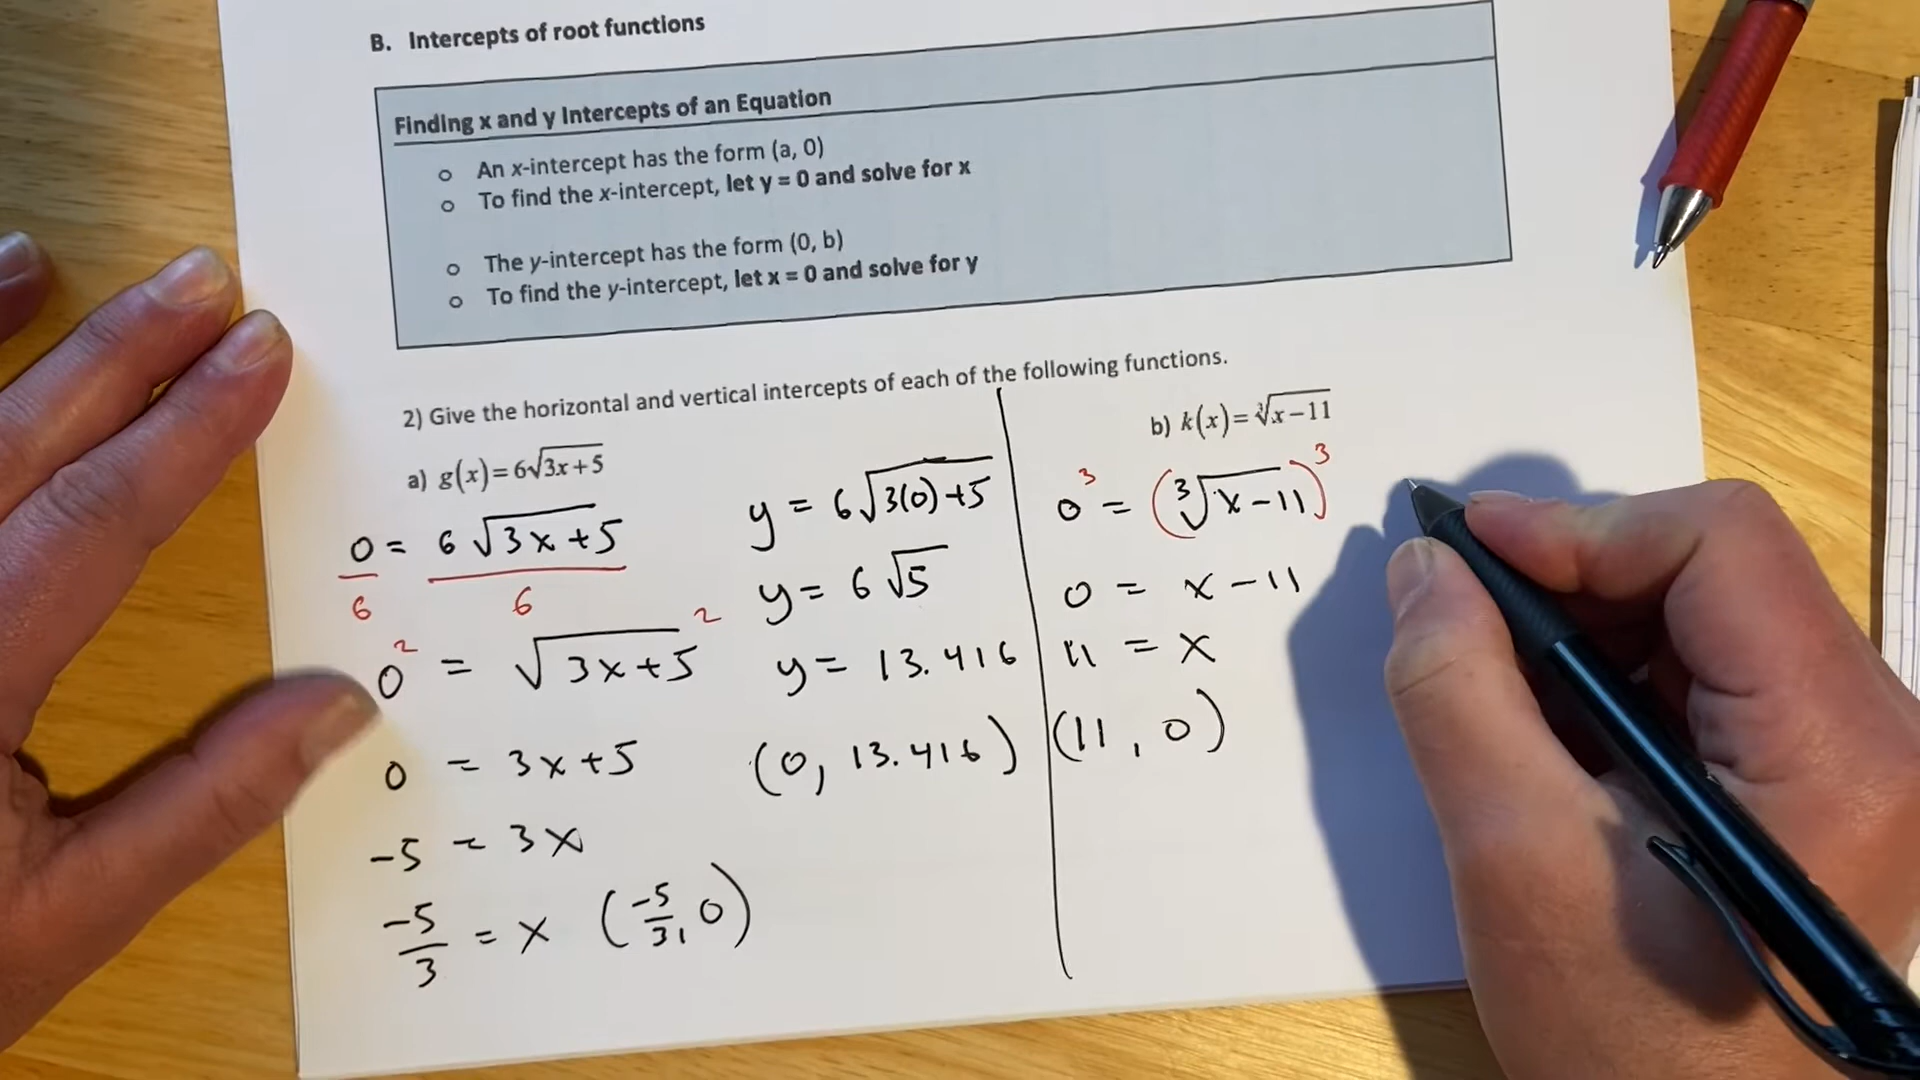 B. Intercepts of root functions
Finding x and y Intercepts of an Equation
o An x-intercept has the form (a, 0)
o To find the x-intercept, let y = 0 and solve for x
o The y-intercept has the form (0, b)
o To find the y-intercept, let x = 0 and solve for y
2) Give the horizontal and vertical intercepts of each of the following functions.
a) g(x)=6√3x+5
0 = 6 √3x+5
6 6
0² = √3x+5 ²
0 = 3x+5
-5 = 3x
-5/3 = x (-5/3, 0)
y = 6√3(0)+5
y = 6√5
y = 13.416
(0, 13.416)
b) k(x)=∛x−11
0³ = (∛x-11)³
0 = x-11
11 = x
(11, 0)